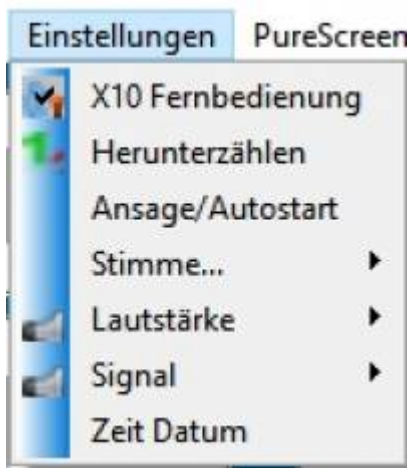 Einstellungen PureScreen
X10 Fernbedienung
Herunterzählen
Ansage/Autostart
Stimme...
Lautstärke
Signal
Zeit Datum